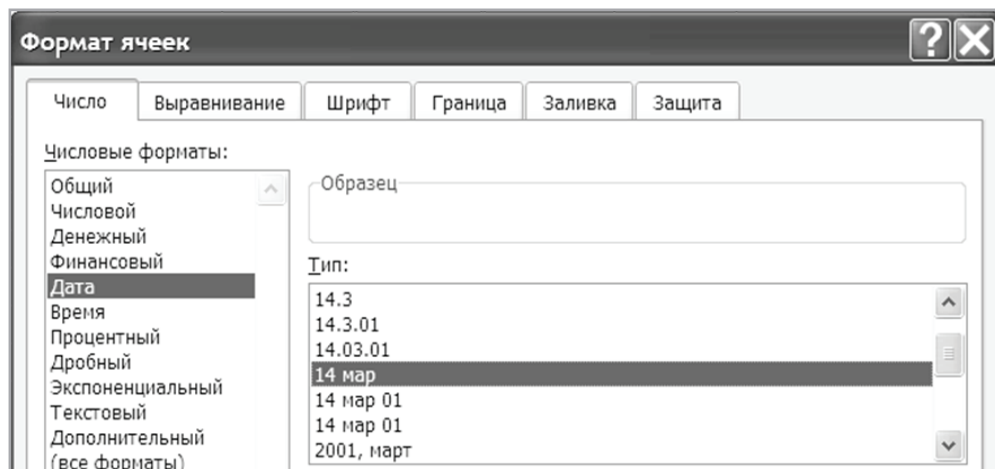 Формат ячеек
Число Выравнивание Шрифт Граница Заливка Защита
Числовые форматы:
Общий
Числовой
Денежный
Финансовый
Дата
Время
Процентный
Дробный
Экспоненциальный
Текстовый
Дополнительный
(все форматы)
Образец
Тип:
14.3
14.3.01
14.03.01
14 мар
14 мар 01
14 мар 01
2001, март